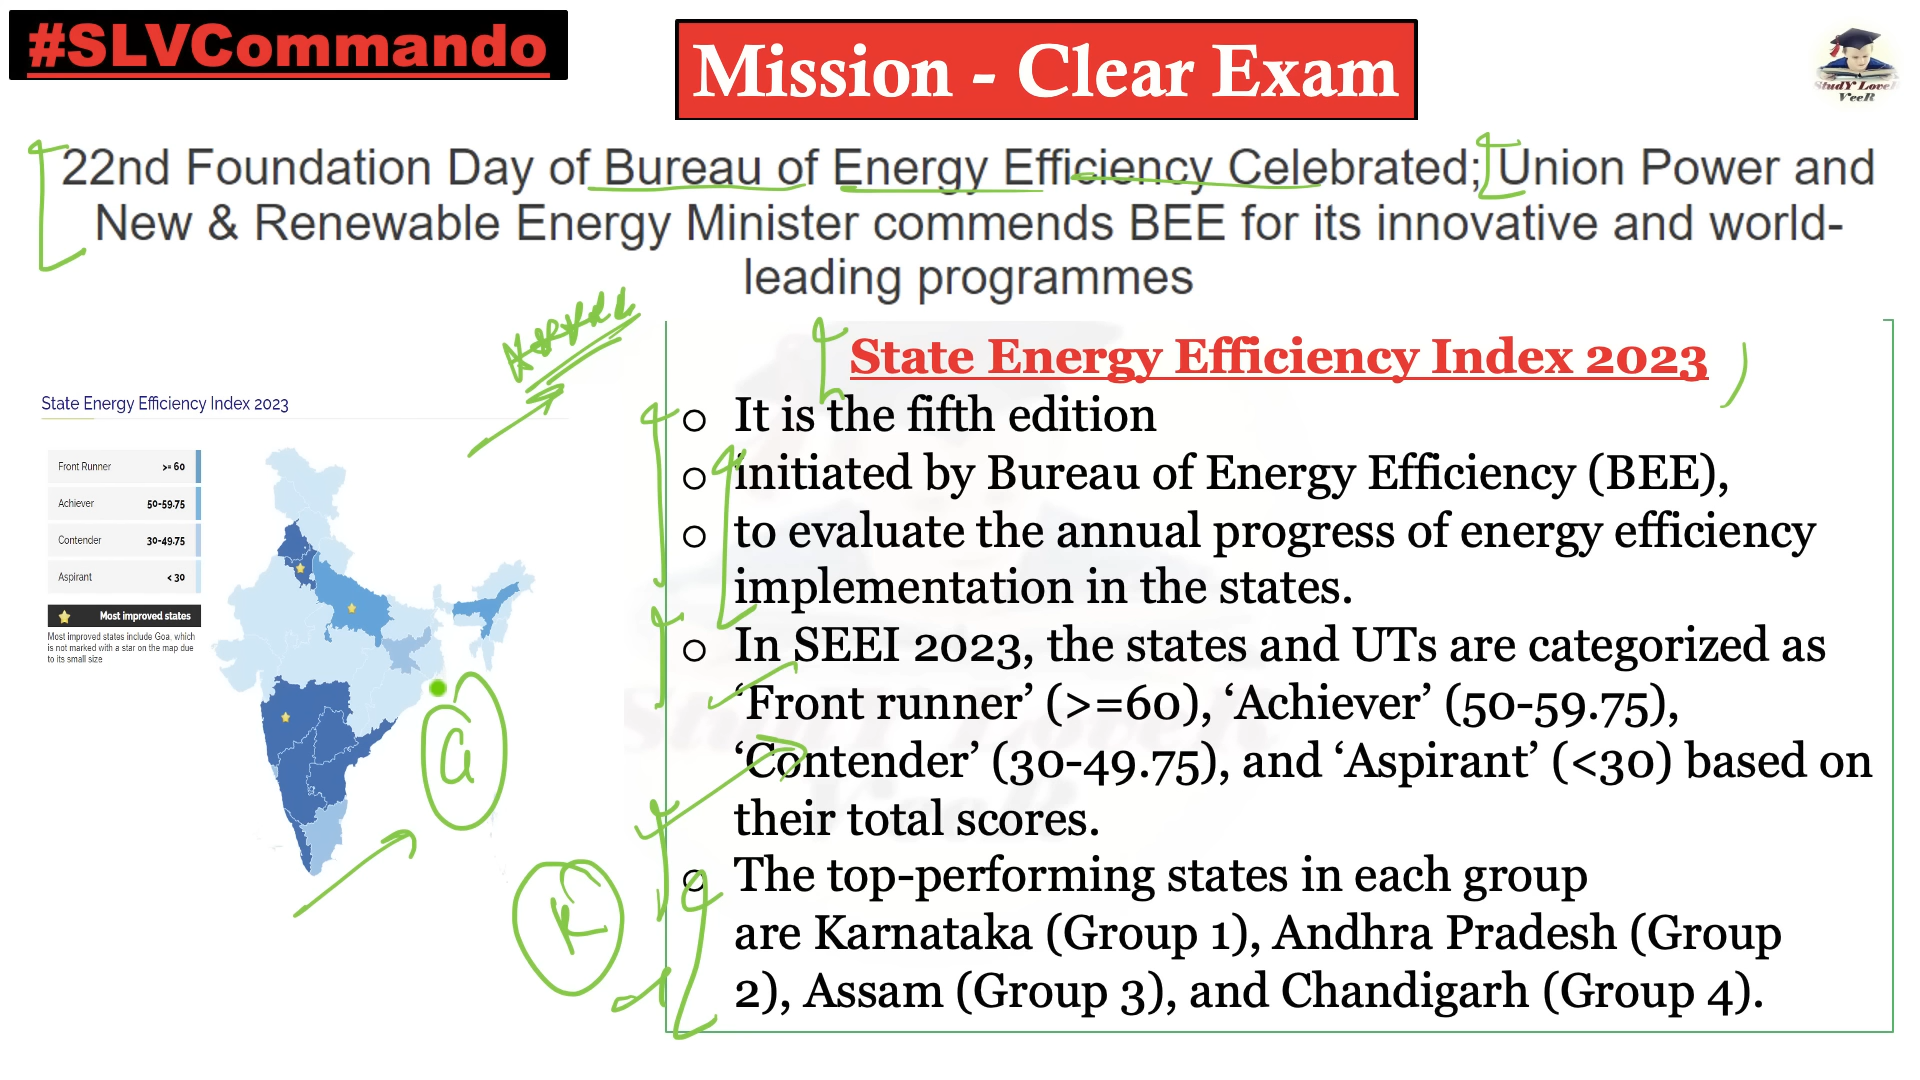 #SLVCommando
Mission - Clear Exam
StudY LoveR
VeeR
22nd Foundation Day of Bureau of Energy Efficiency Celebrated; Union Power and
New & Renewable Energy Minister commends BEE for its innovative and world-
leading programmes
State Energy Efficiency Index 2023
Front Runner >= 60
Achiever 50-59.75
Contender 30-49.75
Aspirant < 30
Most improved states
Most improved states include Goa, which
is not marked with a star on the map due
to its small size
G
K
State Energy Efficiency Index 2023
It is the fifth edition
initiated by Bureau of Energy Efficiency (BEE),
to evaluate the annual progress of energy efficiency
implementation in the states.
In SEEI 2023, the states and UTs are categorized as
‘Front runner’ (>=60), ‘Achiever’ (50-59.75),
‘Contender’ (30-49.75), and ‘Aspirant’ (<30) based on
their total scores.
The top-performing states in each group
are Karnataka (Group 1), Andhra Pradesh (Group
2), Assam (Group 3), and Chandigarh (Group 4).